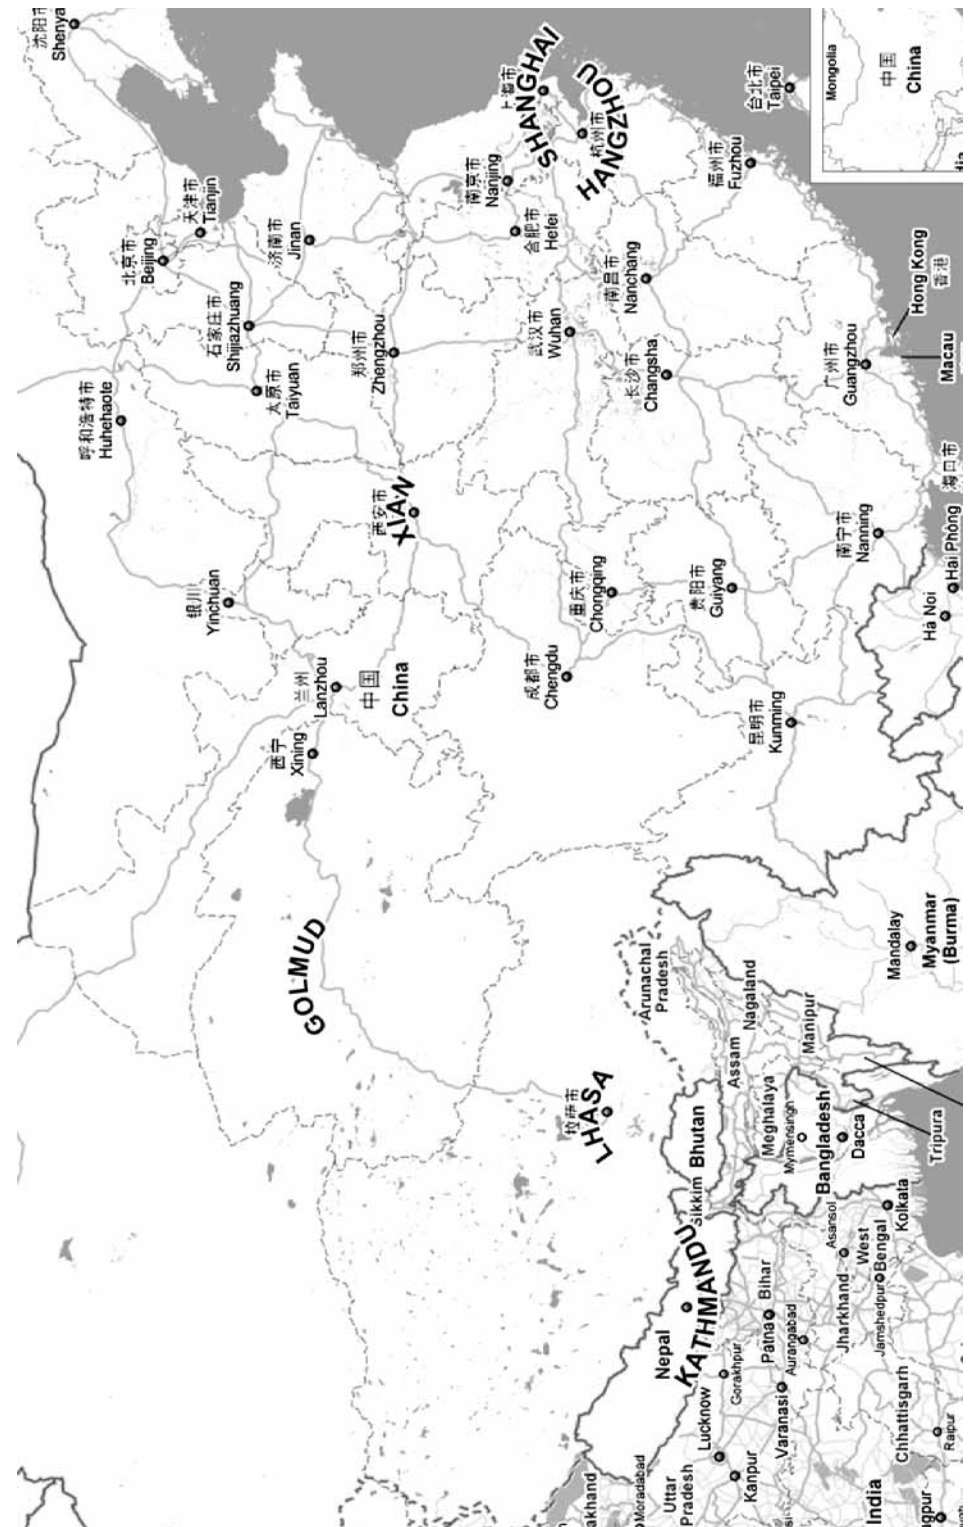 沈阳市
Shenya
北京市
Beijing
天津市
Tianjin
呼和浩特市
Huhehaote
石家庄市
Shijiazhuang
太原市
Taiyuan
济南市
Jinan
郑州市
Zhengzhou
银川
Yinchuan
兰州
Lanzhou
西宁
Xining
中国
China
西安市
XIAN
上海市
SHANGHAI
杭州市
HANGZHOU
南京市
Nanjing
合肥市
Hefei
武汉市
Wuhan
南昌市
Nanchang
长沙市
Changsha
福州市
Fuzhou
台北市
Taipei
Mongolia
中国
China
dia
Hong Kong
香港
Macau
广州市
Guangzhou
海口市
南宁市
Nanning
Hai Phòng
Hà Noi
重庆市
Chongqing
贵阳市
Guiyang
成都市
Chengdu
昆明市
Kunming
GOLMUD
拉萨市
LHASA
Arunachal
Pradesh
Nagaland
Assam
Manipur
Meghalaya
Mymensingh
Bangladesh
Dacca
Tripura
Mandalay
Myanmar
(Burma)
Bhutan
Sikkim
KATHMANDU
Nepal
Kolkata
Asansol
West
Bengal
Jamshedpur
Jharkhand
Bihar
Patna
Aurangabad
Gorakhpur
Varanasi
Lucknow
Kanpur
Uttar
Pradesh
Moradabad
akhand
Chhattisgarh
Raipur
India
gpur